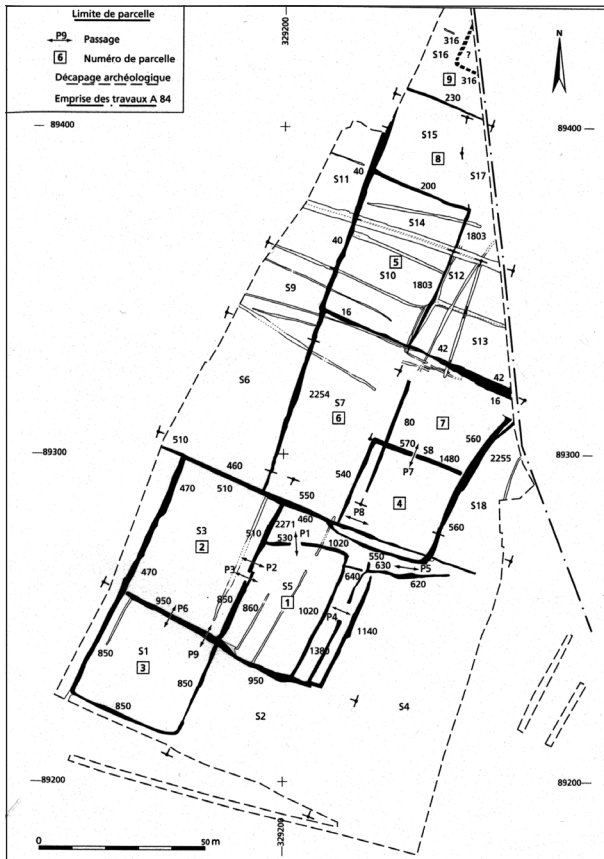 Limite de parcelle
P9 Passage
6 Numéro de parcelle
Décapage archéologique
Emprise des travaux A 84
329200
316
S16 ?
9 316
230
89400 89400
S15
8
40 S17
S11 200
S14
1803
40
5
S10 S12
S9 1803
16
42 S13
42
S6 2254 16
S7
6 80 7
570 S8 560
510 89300 1480 89300
P7 2255
460 540
470 510 550 4 S18
460 P8
S3 510 2271 560
2 530 P1 1020
550
P3 P2 640 630 P5
S5 620
470 850 860 1
950 P6 1020 P4
1140
S1 850 P9 1380
3
850 950
850 S2 S4
89200 89200
329200
0 50 m